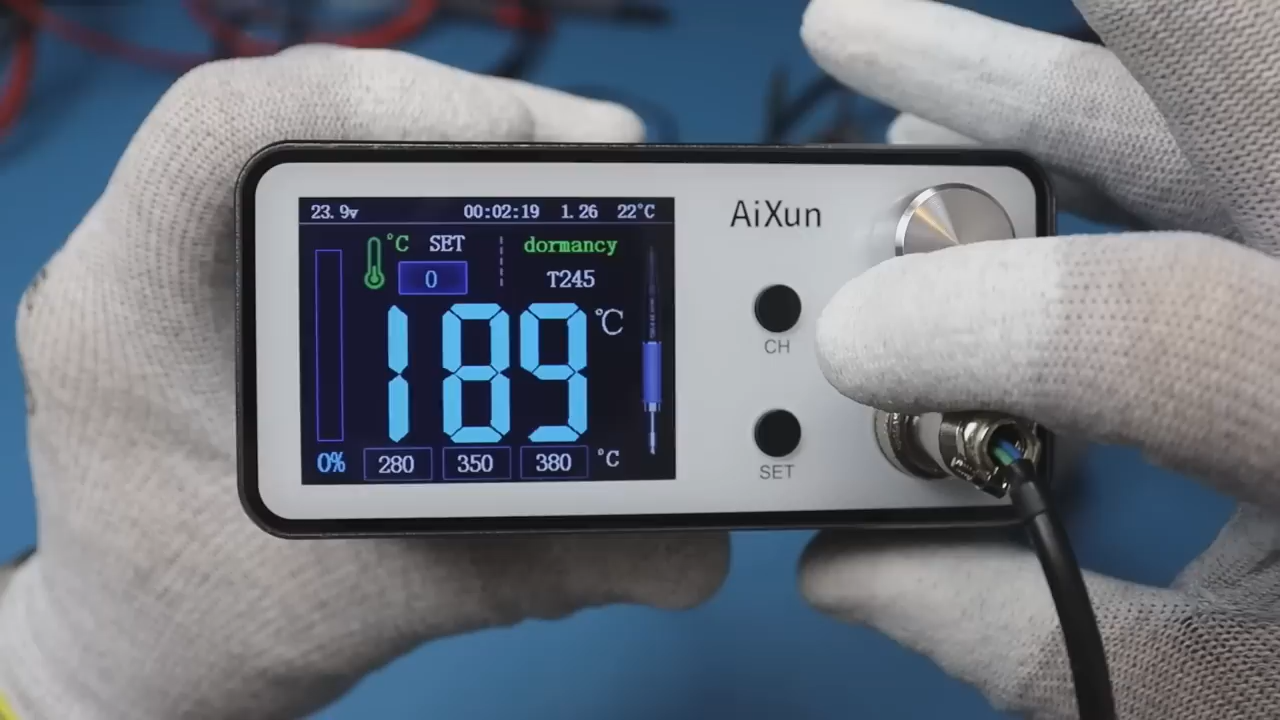 23.9v 00:02:19 1.26 22°C
°C SET dormancy
0 T245
189 °C
0% 280 350 380 °C
AiXun
CH
SET